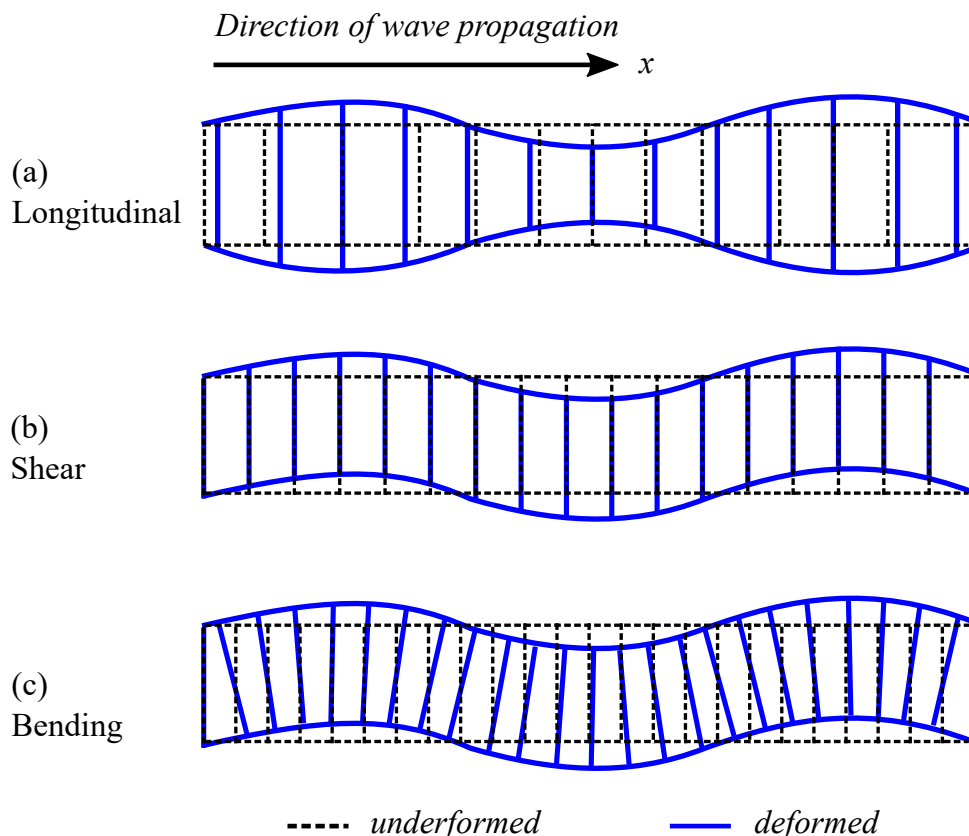 Direction of wave propagation
x
(a)
Longitudinal
(b)
Shear
(c)
Bending
underformed
deformed